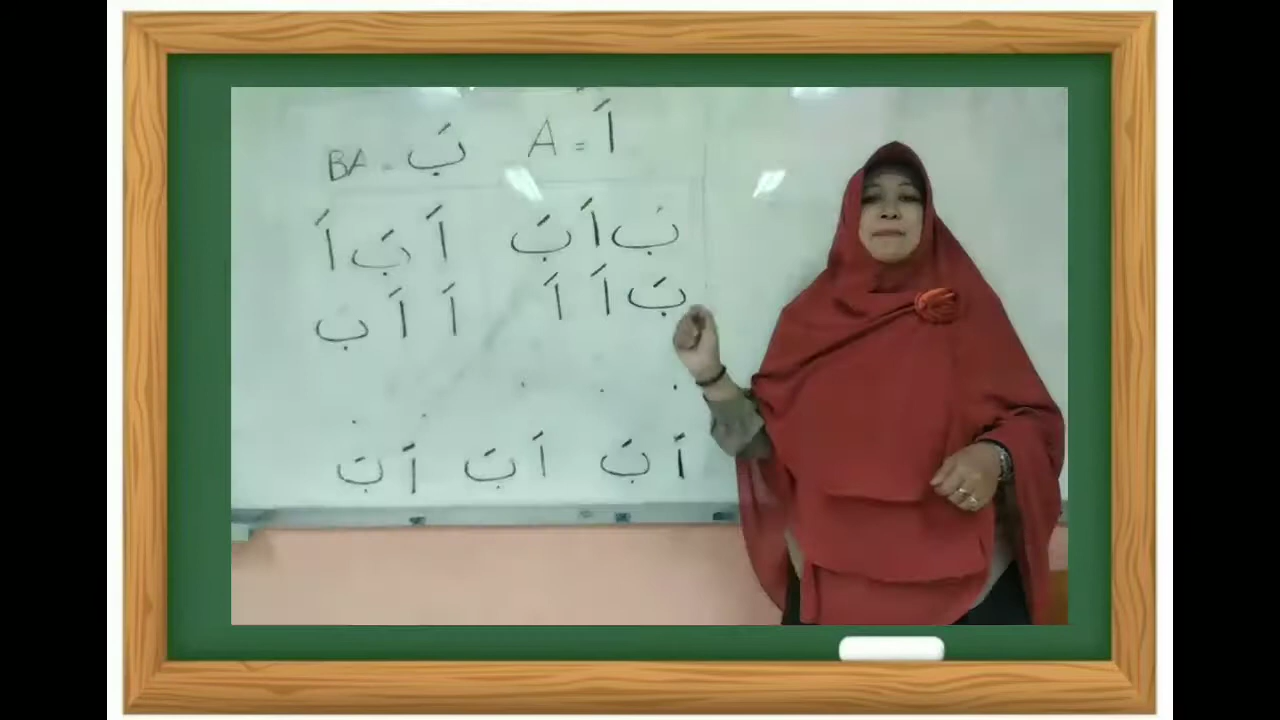 اَ = A بَ = BA
بَ اَ بَ اَ بَ اَ
بَ اَ اَ اَ اَ ب
اَ بَ اَ بَ اَ بَ